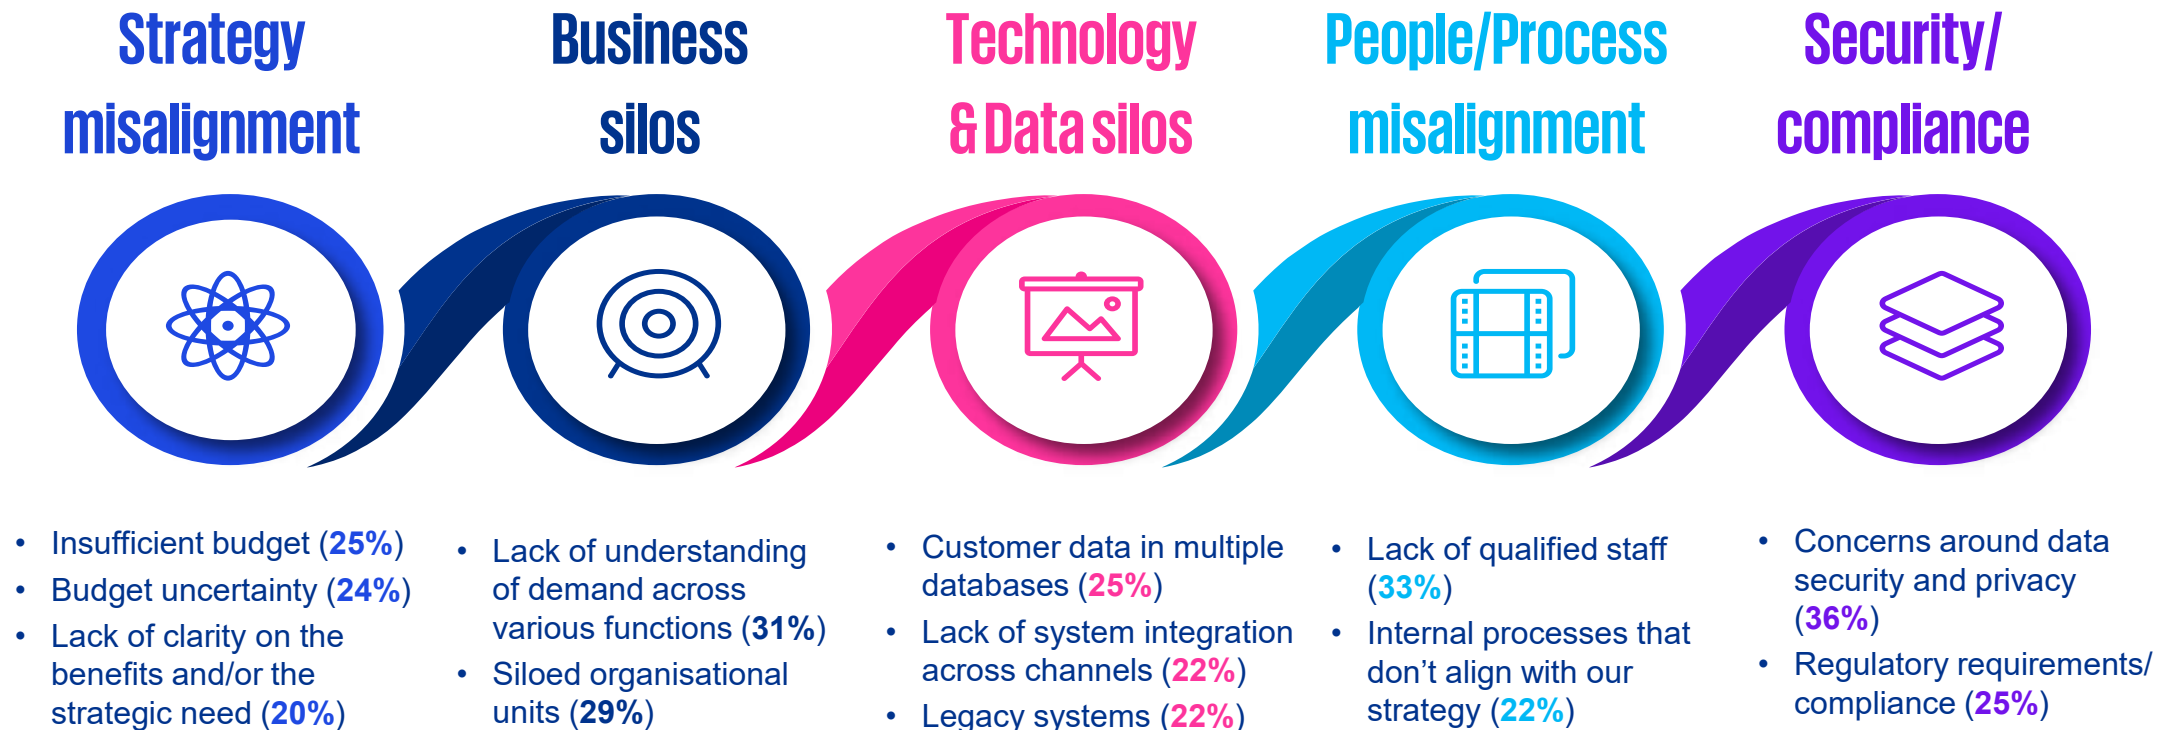 Strategy
misalignment
Business
silos
Technology
& Data silos
People/Process
misalignment
Security/
compliance
• Insufficient budget (25%)
• Budget uncertainty (24%)
• Lack of clarity on the
benefits and/or the
strategic need (20%)
• Lack of understanding
of demand across
various functions (31%)
• Siloed organisational
units (29%)
• Customer data in multiple
databases (25%)
• Lack of system integration
across channels (22%)
• Legacy systems (22%)
• Lack of qualified staff
(33%)
• Internal processes that
don’t align with our
strategy (22%)
• Concerns around data
security and privacy
(36%)
• Regulatory requirements/
compliance (25%)